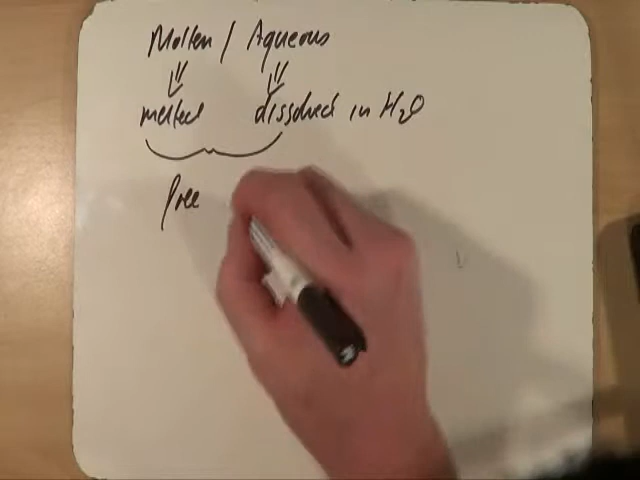 Molten / Aqueous
melted dissolved in H₂O
free